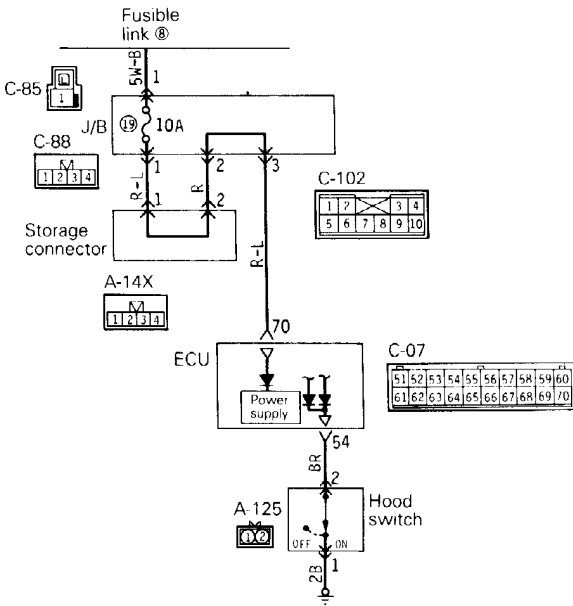 Fusible
link ⑧
5W-B
1
C-85
1
J/B
⑲ 10A
C-88
1 2 3 4
1
2
3
R-L
R
1
2
Storage
connector
C-102
1 2 3 4
5 6 7 8 9 10
R-L
A-14X
1 2 3 4
70
ECU
Power
supply
C-07
51 52 53 54 55 56 57 58 59 60
61 62 63 64 65 66 67 68 69 70
54
BR
2
A-125
1 2
Hood
switch
OFF ON
1
2B